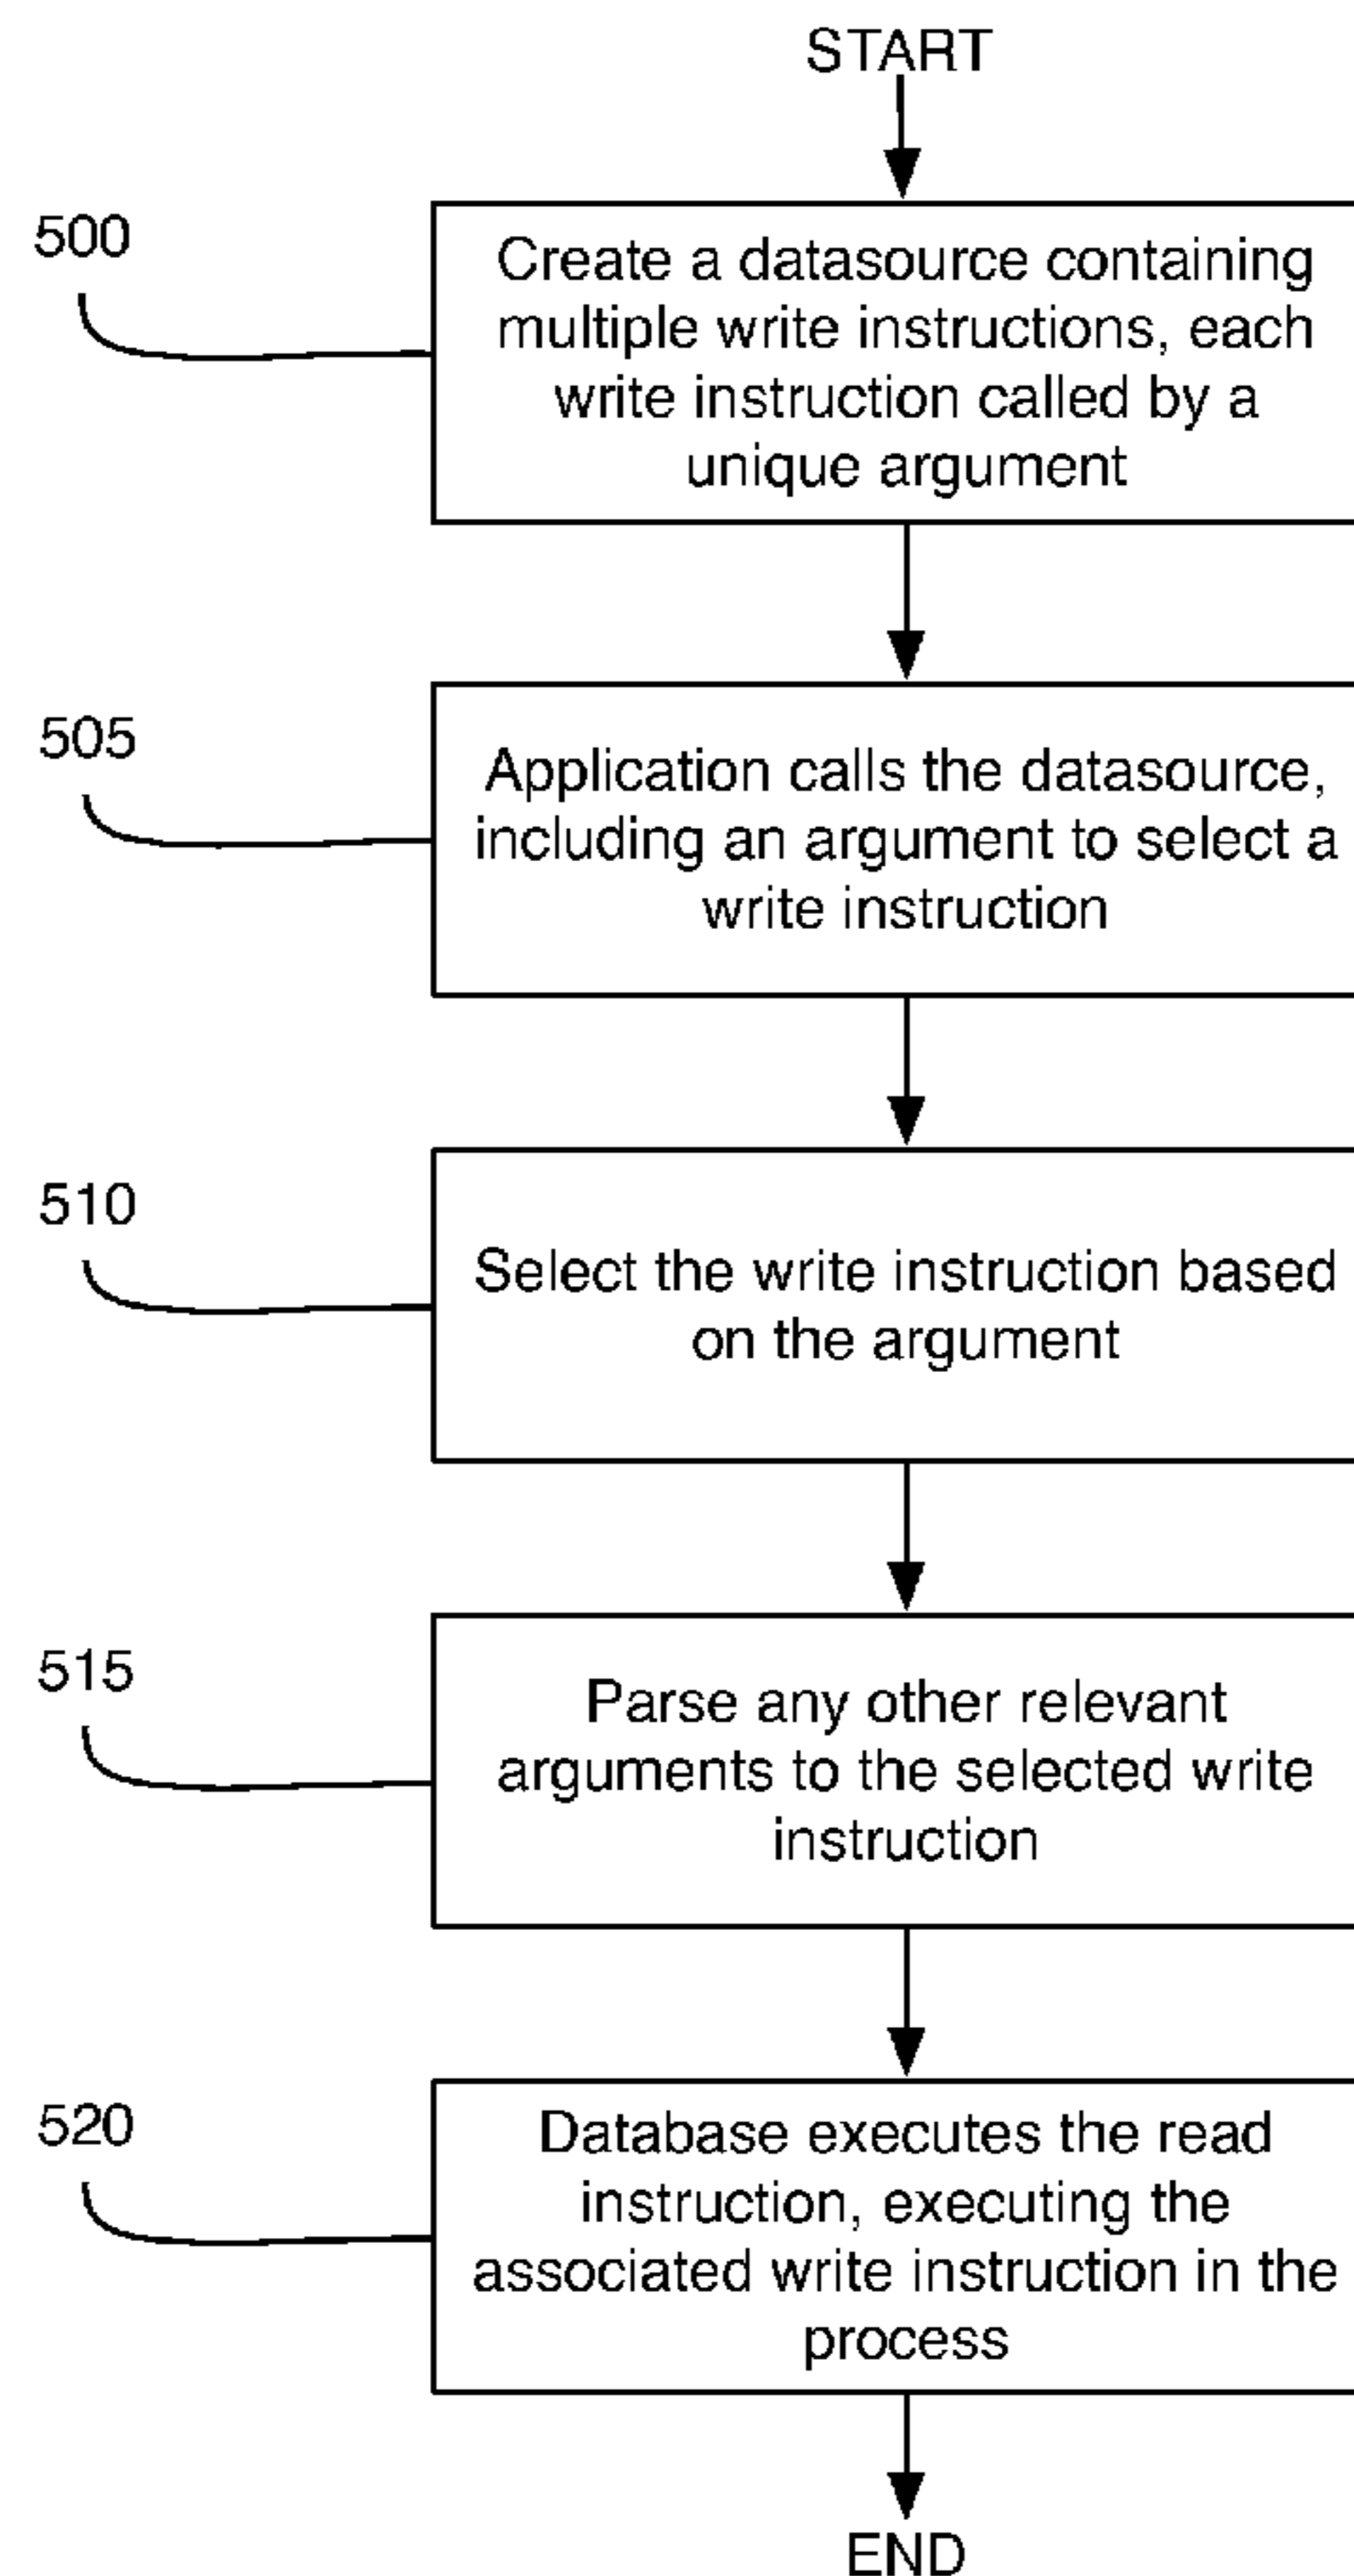 START
500
Create a datasource containing
multiple write instructions, each
write instruction called by a
unique argument
505
Application calls the datasource,
including an argument to select a
write instruction
510
Select the write instruction based
on the argument
515
Parse any other relevant
arguments to the selected write
instruction
520
Database executes the read
instruction, executing the
associated write instruction in the
process
END